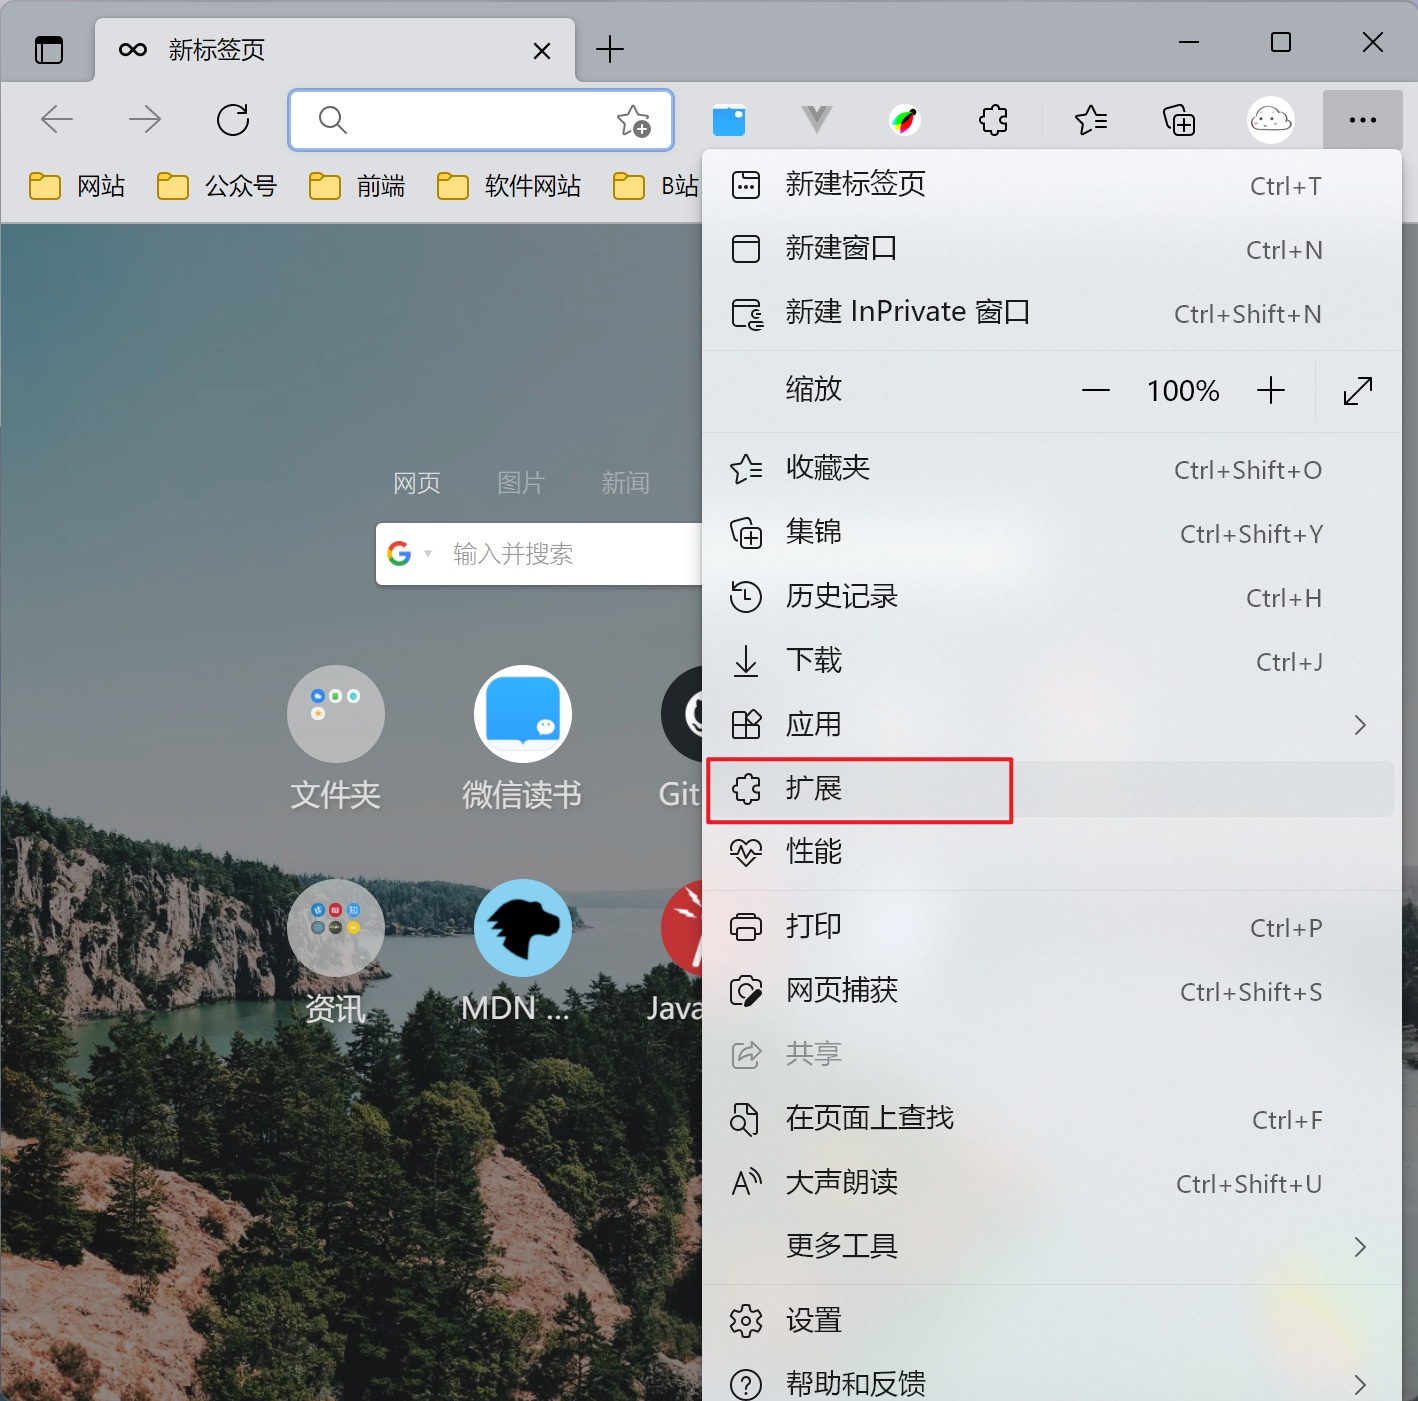 新标签页
网站
公众号
前端
软件网站
B站
新建标签页 Ctrl+T
新建窗口 Ctrl+N
新建 InPrivate 窗口 Ctrl+Shift+N
缩放 100%
收藏夹 Ctrl+Shift+O
集锦 Ctrl+Shift+Y
历史记录 Ctrl+H
下载 Ctrl+J
应用
扩展
性能
打印 Ctrl+P
网页捕获 Ctrl+Shift+S
共享
在页面上查找 Ctrl+F
大声朗读 Ctrl+Shift+U
更多工具
设置
帮助和反馈
网页 图片 新闻
G 输入并搜索
文件夹 微信读书 Git
资讯 MDN ... Java